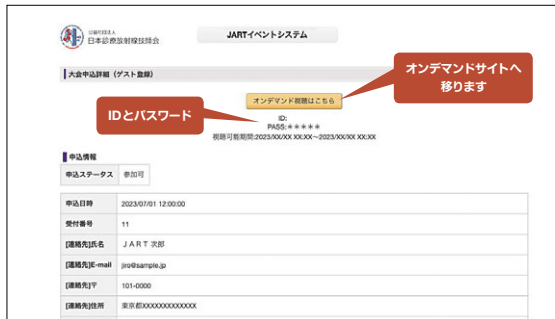 公益社団法人
日本診療放射線技師会
JARTイベントシステム
大会申込詳細（ゲスト登録）
オンデマンドサイトへ
移ります
オンデマンド視聴はこちら
IDとパスワード
ID:
PASS:＊＊＊＊＊
視聴可能期間:2023/XX/XX XX:XX～2023/XX/XX XX:XX
申込情報
申込ステータス 参加可
申込日時 2023/07/01 12:00:00
受付番号 11
[連絡先]氏名 ＪＡＲＴ 次郎
[連絡先]E-mail jiro@sample.jp
[連絡先]〒 101-0000
[連絡先]住所 東京都XXXXXXXXXXXXX